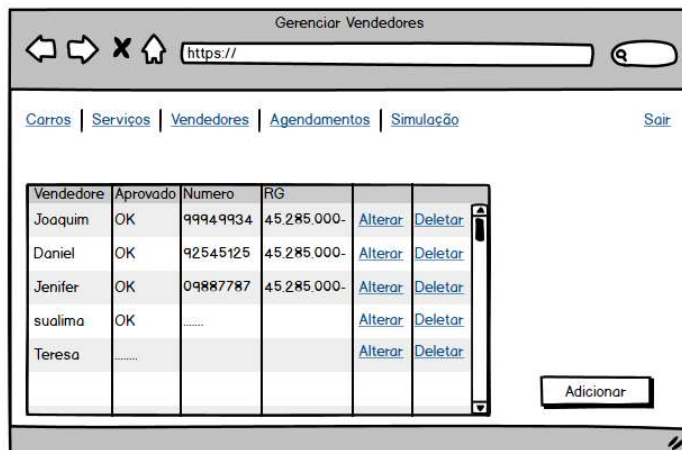 Gerenciar Vendedores
https://
Carros | Serviços | Vendedores | Agendamentos | Simulação Sair
Vendedore Aprovado Numero RG
Joaquim OK 99949934 45.285.000- Alterar Deletar
Daniel OK 92545125 45.285.000- Alterar Deletar
Jenifer OK 09887787 45.285.000- Alterar Deletar
sualima OK ....... Alterar Deletar
Teresa ........ Alterar Deletar
Adicionar